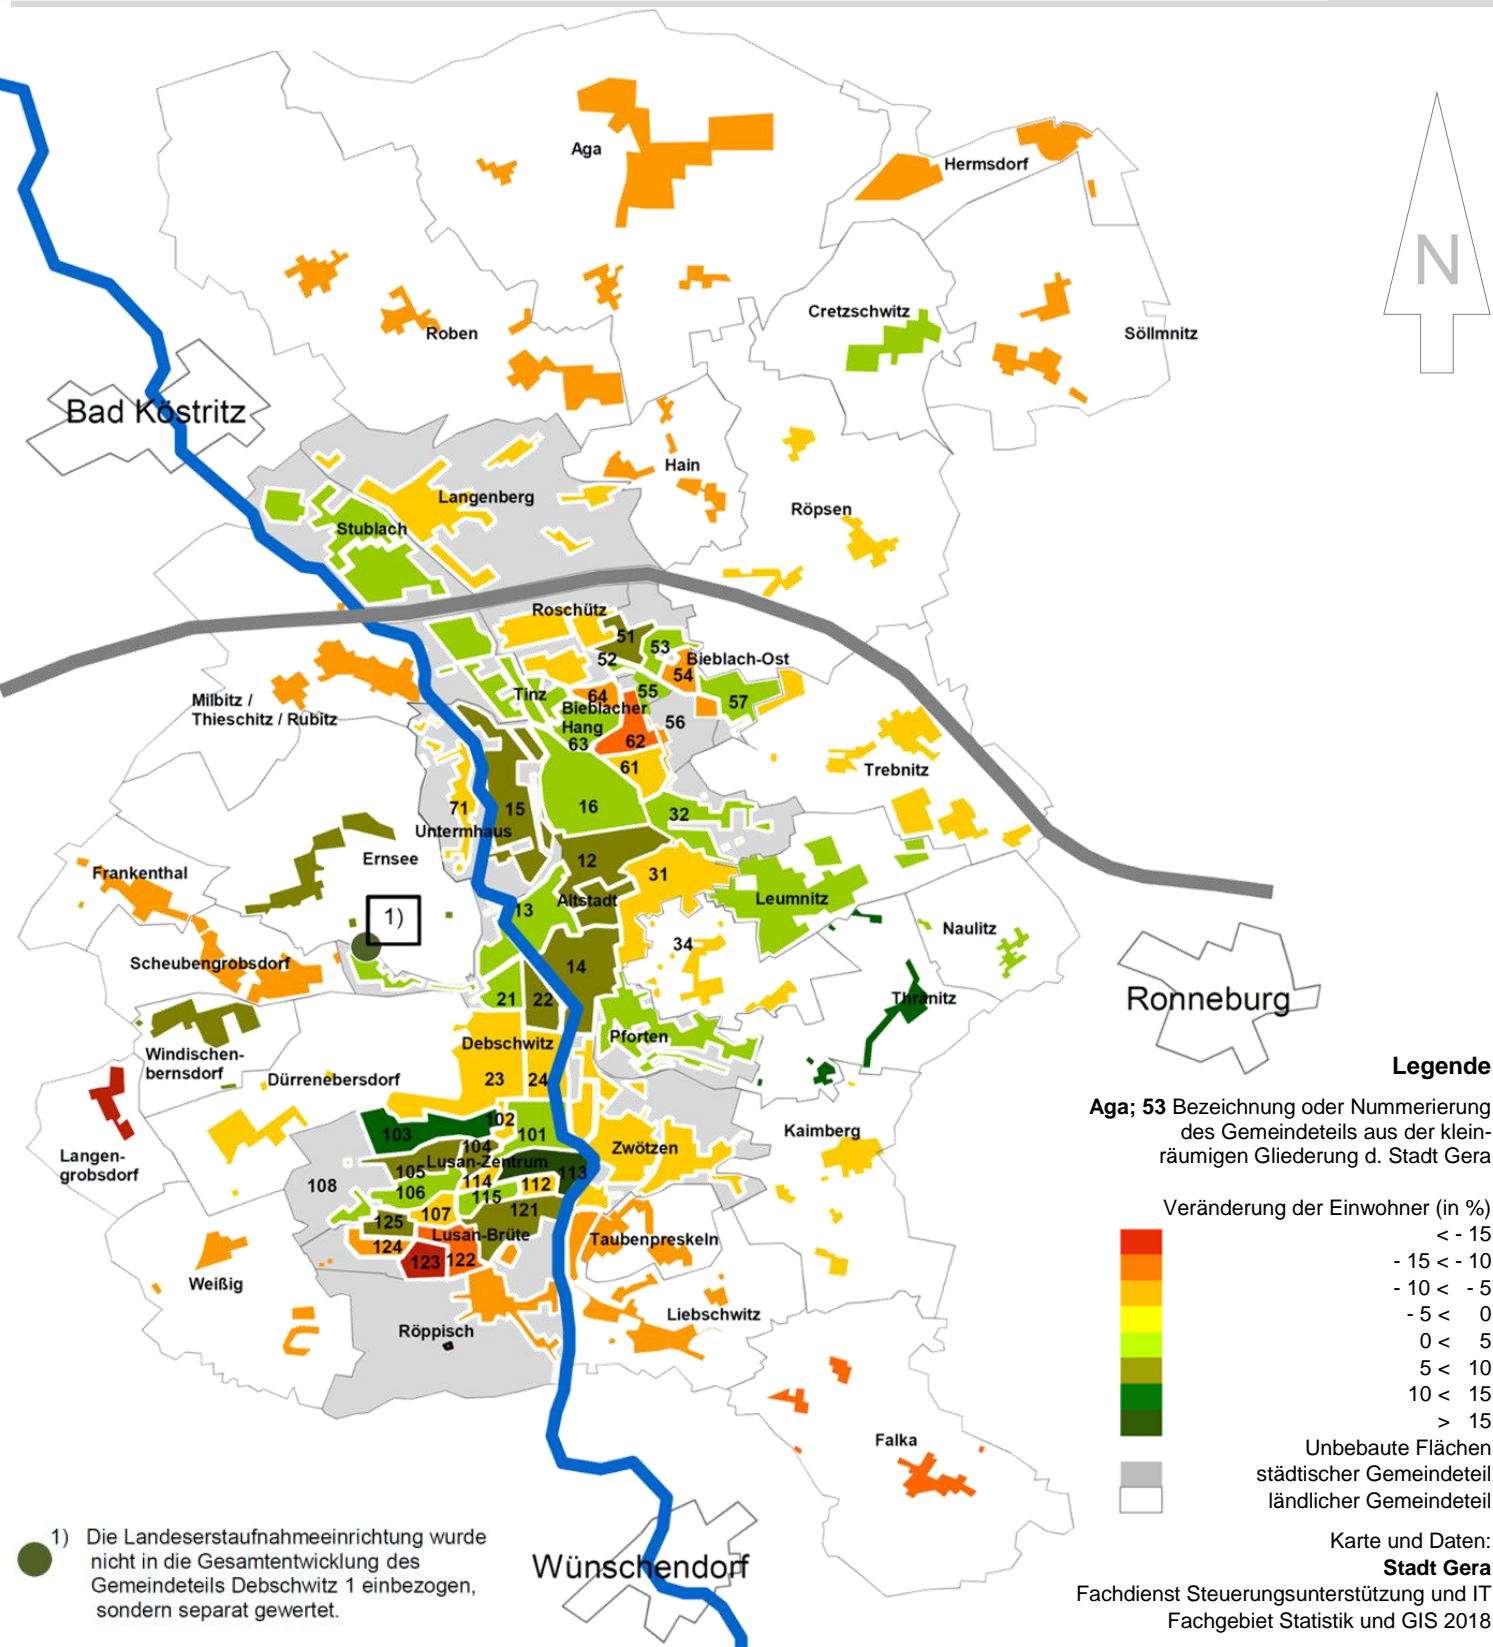 Aga
Hermsdorf
N
Cretzschwitz
Söllmnitz
Roben
Bad Köstritz
Hain
Langenberg
Röpsen
Stublach
Roschütz
51
53
52
Bieblach-Ost
54
55
Tinz
64
57
Milbitz /
Thieschitz / Rubitz
Bieblacher
Hang
56
63
62
61
Trebnitz
71
15
16
32
Untermhaus
Ernsee
12
Frankenthal
31
Altstadt
Leumnitz
13
1)
Naulitz
34
Scheubengrobsdorf
14
21
22
Thränitz
Ronneburg
Pforten
Debschwitz
Windischen-
bernsdorf
Dürrenebersdorf
23
24
102
103
101
Kaimberg
104
Zwötzen
Langen-
grobsdorf
Lusan-Zentrum
105
113
108
114
112
106
115
107
121
125
Lusan-Brüte
Taubenpreskeln
124
123
122
Weißig
Liebschwitz
Röppisch
Falka
Wünschendorf
Legende
Aga; 53 Bezeichnung oder Nummerierung
des Gemeindeteils aus der klein-
räumigen Gliederung d. Stadt Gera
Veränderung der Einwohner (in %)
< - 15
- 15 < - 10
- 10 < - 5
- 5 < 0
0 < 5
5 < 10
10 < 15
> 15
Unbebaute Flächen
städtischer Gemeindeteil
ländlicher Gemeindeteil
Karte und Daten:
Stadt Gera
Fachdienst Steuerungsunterstützung und IT
Fachgebiet Statistik und GIS 2018
1) Die Landeserstaufnahmeeinrichtung wurde
nicht in die Gesamtentwicklung des
Gemeindeteils Debschwitz 1 einbezogen,
sondern separat gewertet.